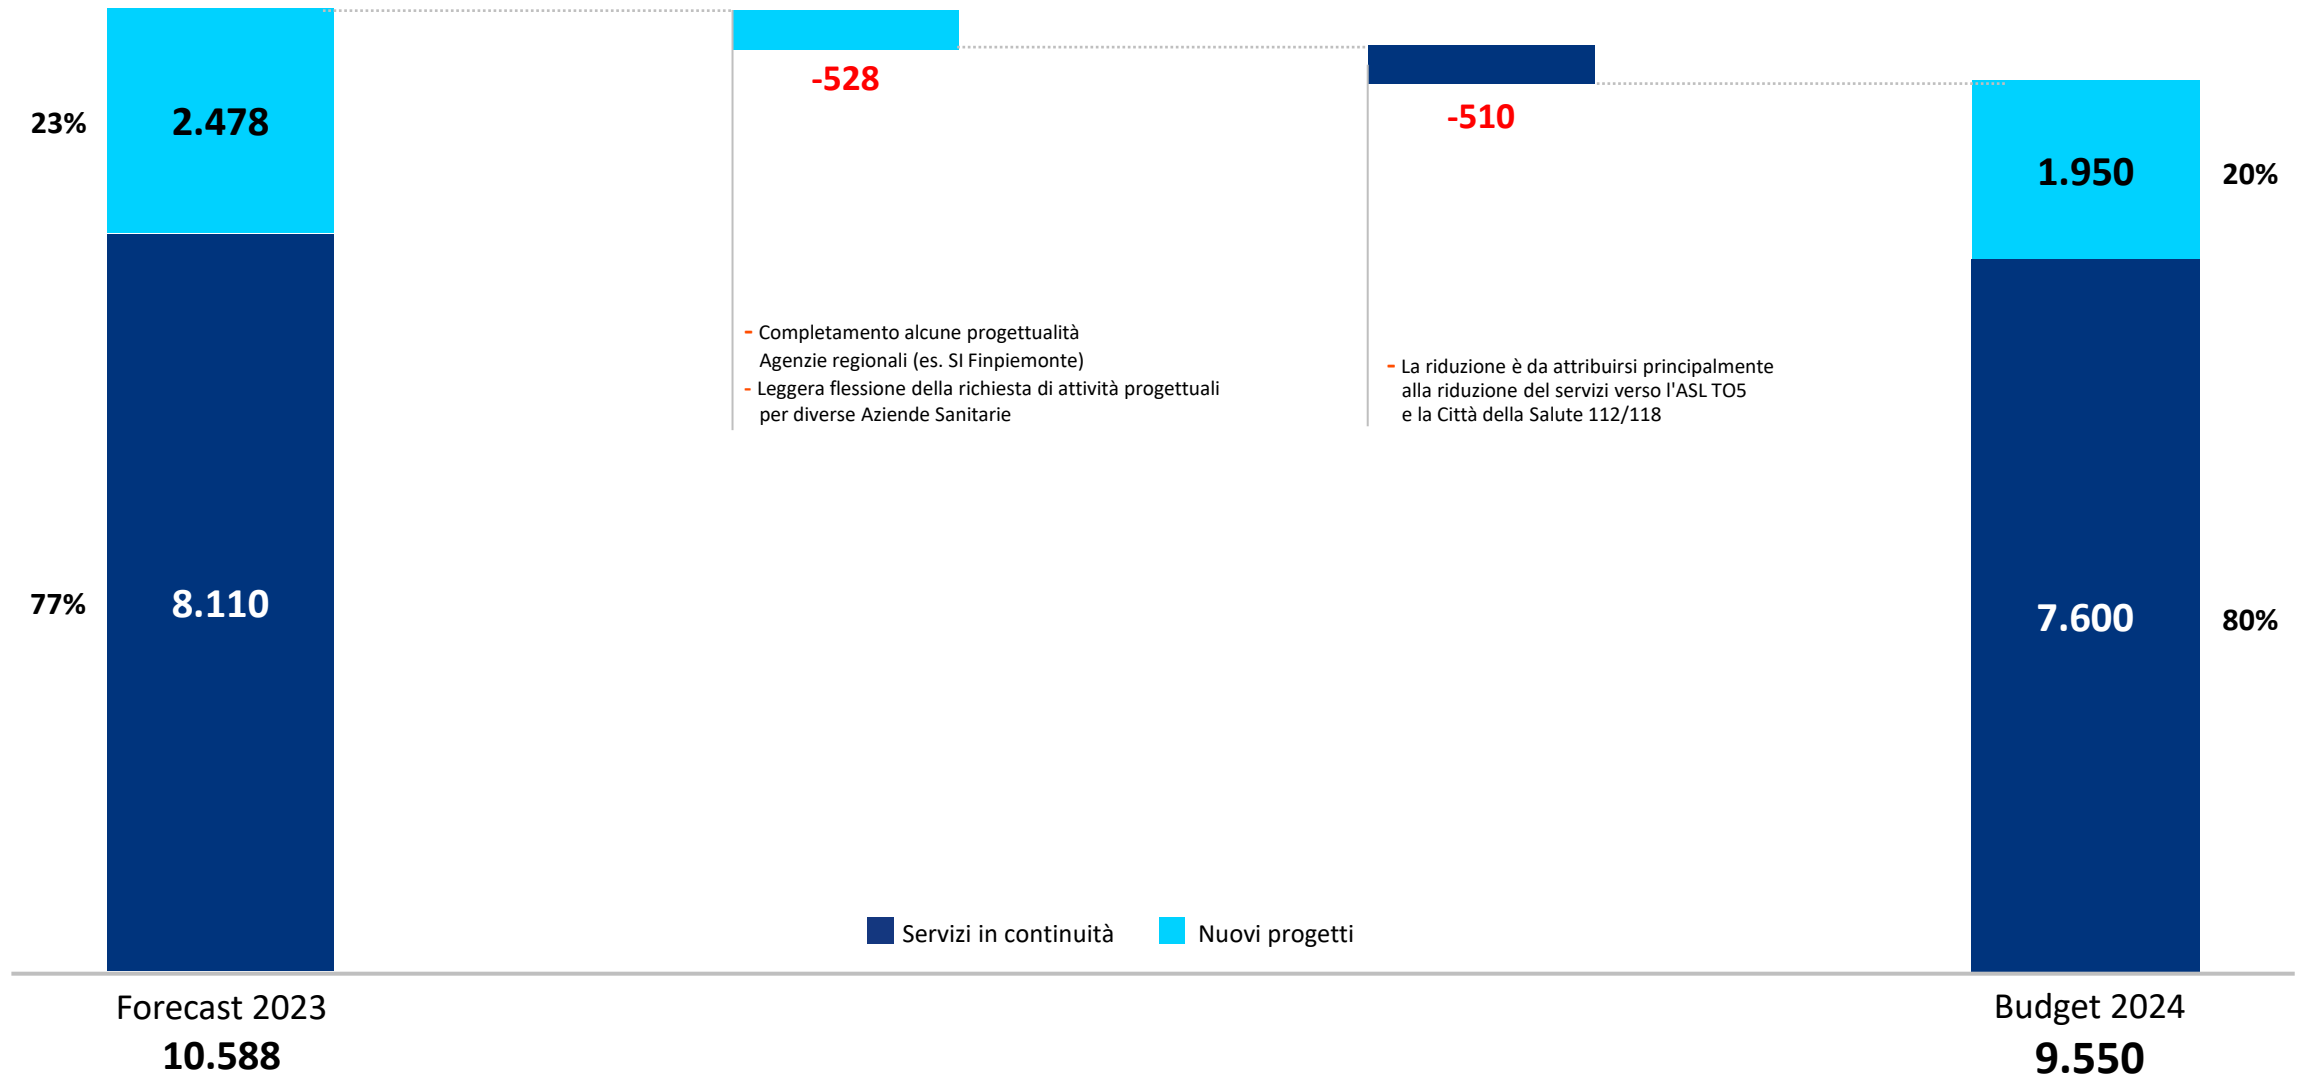 23%
2.478
77%
8.110
-528
- Completamento alcune progettualità
Agenzie regionali (es. SI Finpiemonte)
- Leggera flessione della richiesta di attività progettuali
per diverse Aziende Sanitarie
-510
- La riduzione è da attribuirsi principalmente
alla riduzione del servizi verso l'ASL TO5
e la Città della Salute 112/118
1.950
20%
7.600
80%
Servizi in continuità
Nuovi progetti
Forecast 2023
10.588
Budget 2024
9.550